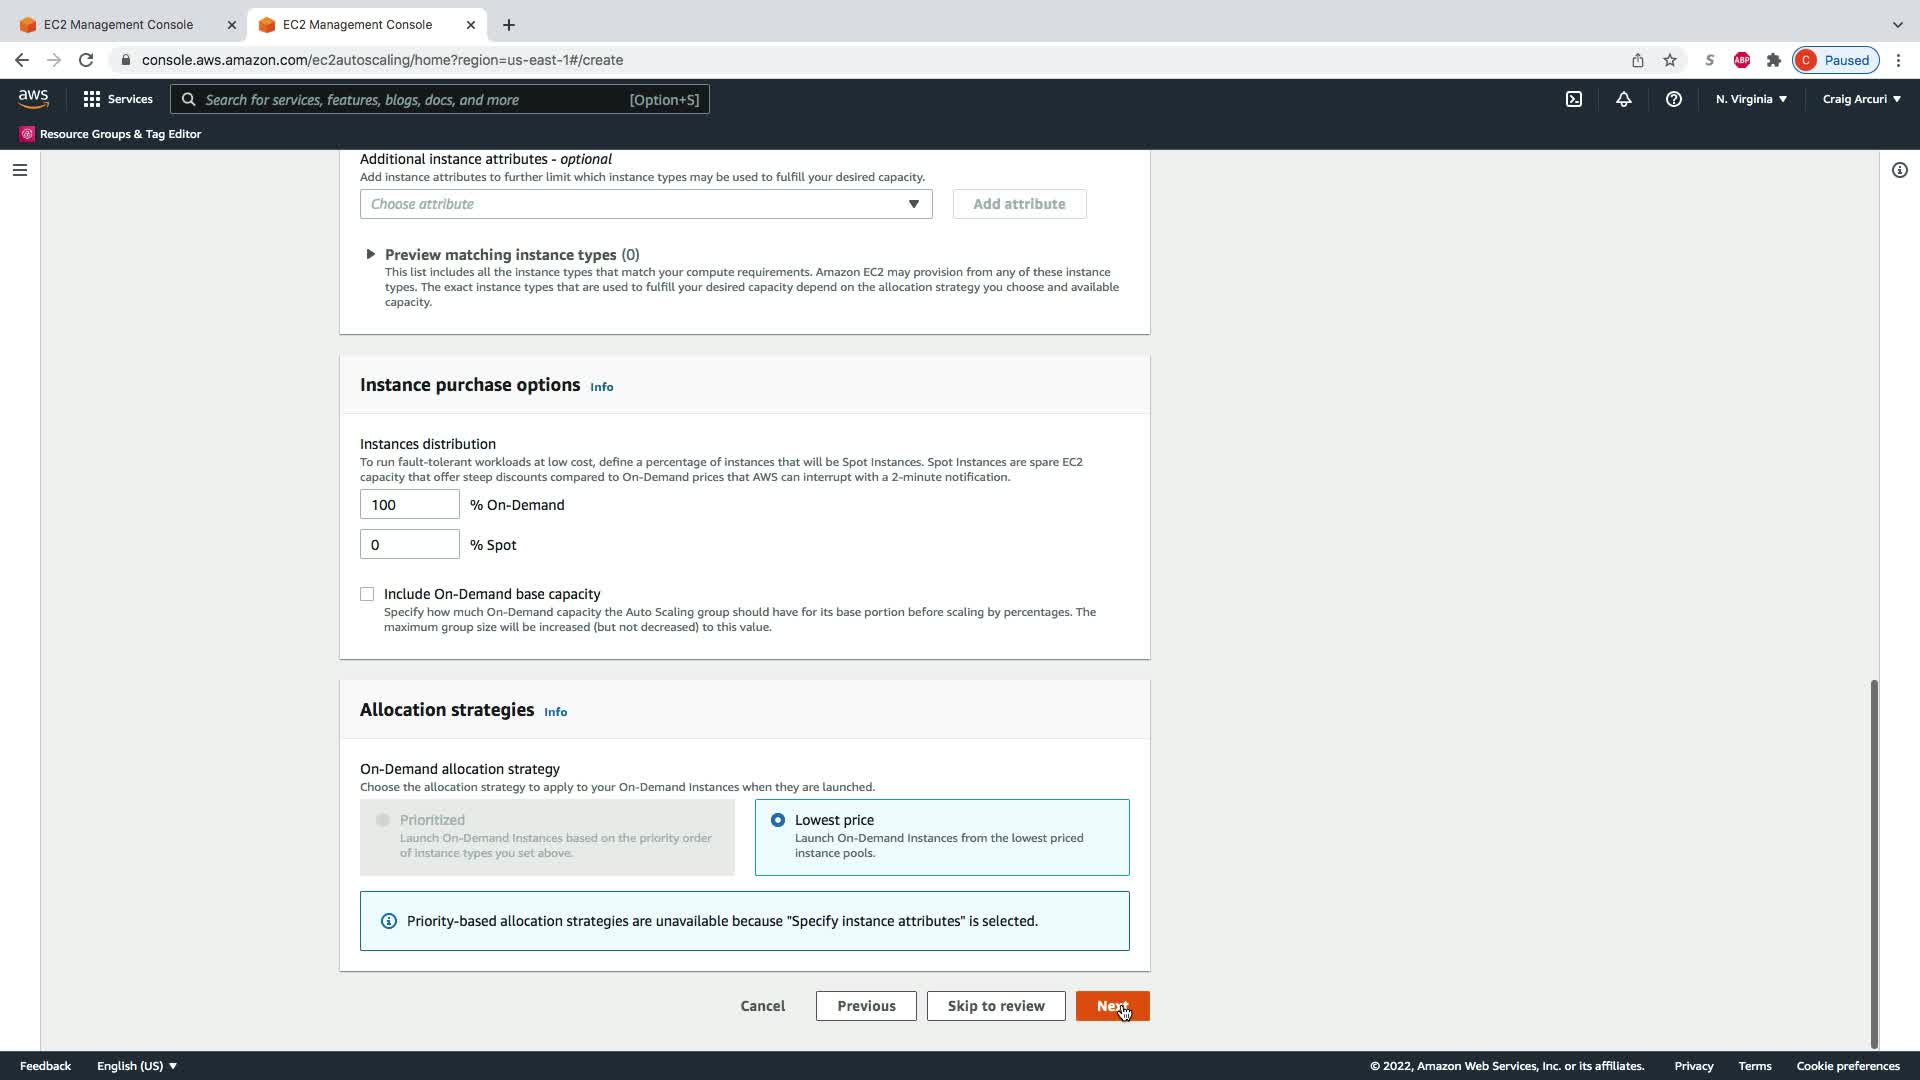 EC2 Management Console
EC2 Management Console
console.aws.amazon.com/ec2autoscaling/home?region=us-east-1#/create
S
ABP
C Paused
aws
Services
Search for services, features, blogs, docs, and more [Option+S]
N. Virginia
Craig Arcuri
Resource Groups & Tag Editor
Additional instance attributes - optional
Add instance attributes to further limit which instance types may be used to fulfill your desired capacity.
Choose attribute
Add attribute
Preview matching instance types (0)
This list includes all the instance types that match your compute requirements. Amazon EC2 may provision from any of these instance
types. The exact instance types that are used to fulfill your desired capacity depend on the allocation strategy you choose and available
capacity.
Instance purchase options Info
Instances distribution
To run fault-tolerant workloads at low cost, define a percentage of instances that will be Spot Instances. Spot Instances are spare EC2
capacity that offer steep discounts compared to On-Demand prices that AWS can interrupt with a 2-minute notification.
100 % On-Demand
0 % Spot
Include On-Demand base capacity
Specify how much On-Demand capacity the Auto Scaling group should have for its base portion before scaling by percentages. The
maximum group size will be increased (but not decreased) to this value.
Allocation strategies Info
On-Demand allocation strategy
Choose the allocation strategy to apply to your On-Demand Instances when they are launched.
Prioritized
Launch On-Demand Instances based on the priority order
of instance types you set above.
Lowest price
Launch On-Demand Instances from the lowest priced
instance pools.
Priority-based allocation strategies are unavailable because "Specify instance attributes" is selected.
Cancel
Previous
Skip to review
Next
Feedback
English (US)
© 2022, Amazon Web Services, Inc. or its affiliates.
Privacy
Terms
Cookie preferences